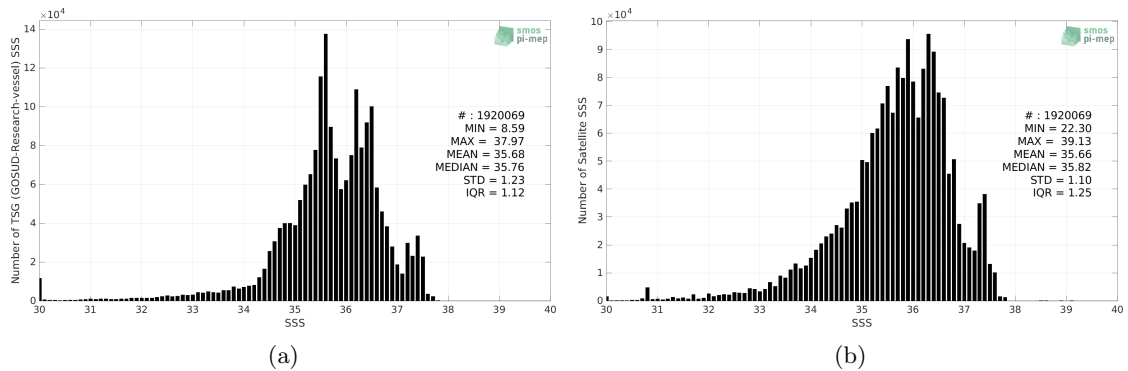 ×10⁴
14
12
10
8
6
4
2
0
Number of TSG (GOSUD-Research-vessel) SSS
30 31 32 33 34 35 36 37 38 39 40
SSS
smos
pi-mep
# : 1920069
MIN = 8.59
MAX = 37.97
MEAN = 35.68
MEDIAN = 35.76
STD = 1.23
IQR = 1.12
(a)
×10⁴
10
9
8
7
6
5
4
3
2
1
0
Number of Satellite SSS
30 31 32 33 34 35 36 37 38 39 40
SSS
smos
pi-mep
# : 1920069
MIN = 22.30
MAX = 39.13
MEAN = 35.66
MEDIAN = 35.82
STD = 1.10
IQR = 1.25
(b)